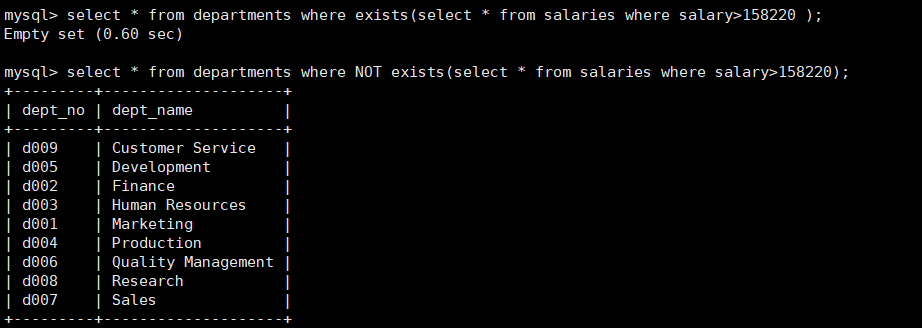 mysql> select * from departments where exists(select * from salaries where salary>158220 );
Empty set (0.60 sec)
mysql> select * from departments where NOT exists(select * from salaries where salary>158220);
+---------+--------------------+
| dept_no | dept_name          |
+---------+--------------------+
| d009    | Customer Service   |
| d005    | Development        |
| d002    | Finance            |
| d003    | Human Resources    |
| d001    | Marketing          |
| d004    | Production         |
| d006    | Quality Management |
| d008    | Research           |
| d007    | Sales              |
+---------+--------------------+